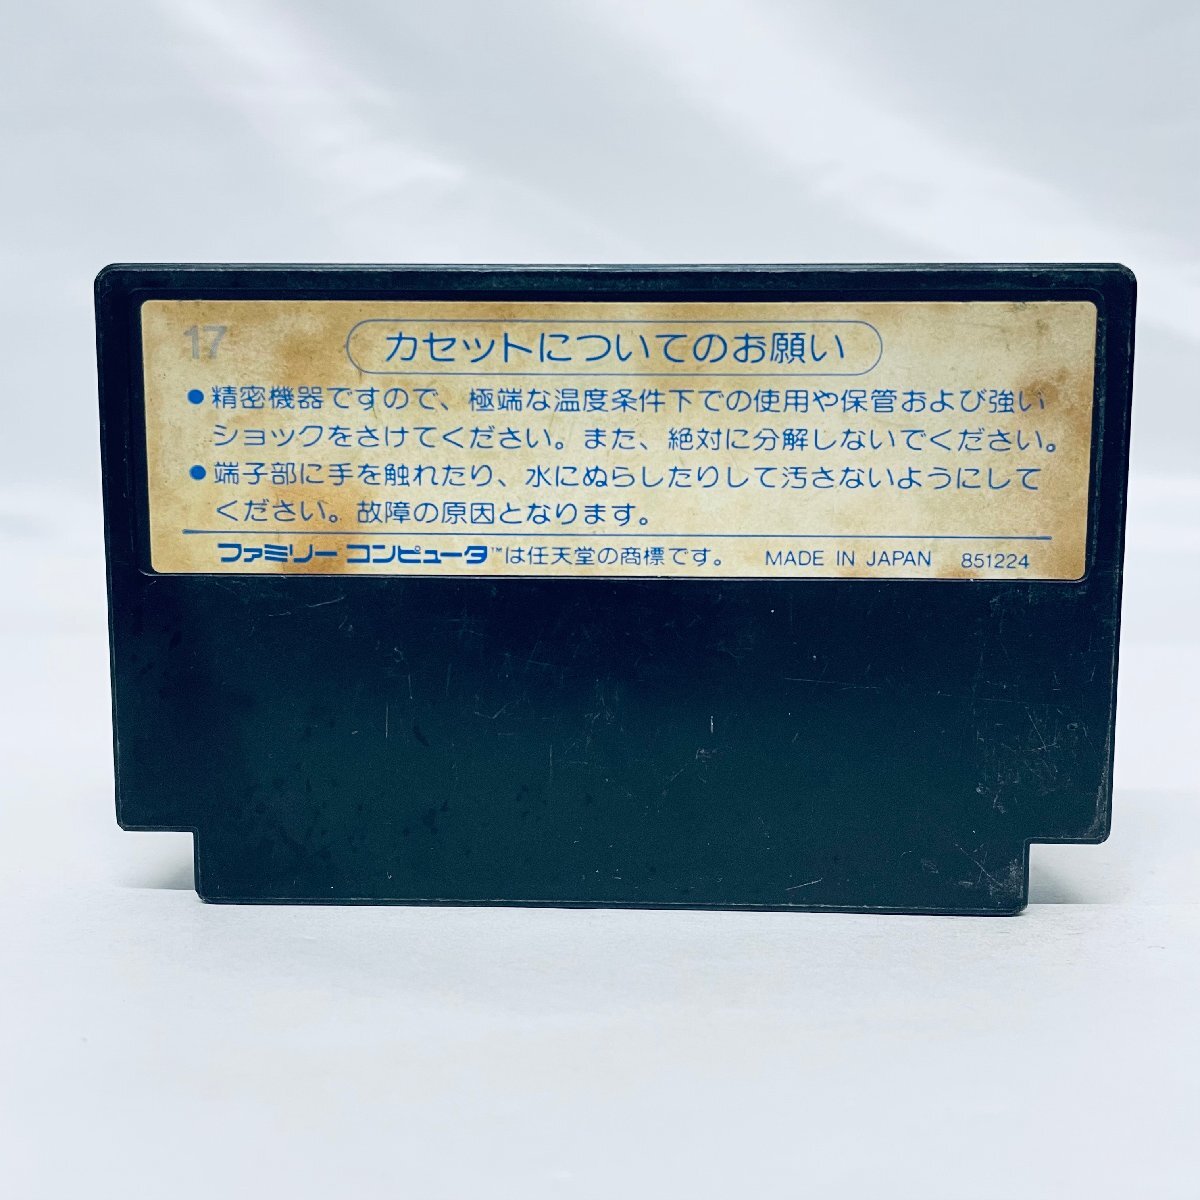 17
カセットについてのお願い
●精密機器ですので、極端な温度条件下での使用や保管および強い
ショックをさけてください。また、絶対に分解しないでください。
●端子部に手を触れたり、水にぬらしたりして汚さないようにして
ください。故障の原因となります。
ファミリー コンピュータ™は任天堂の商標です。 MADE IN JAPAN 851224